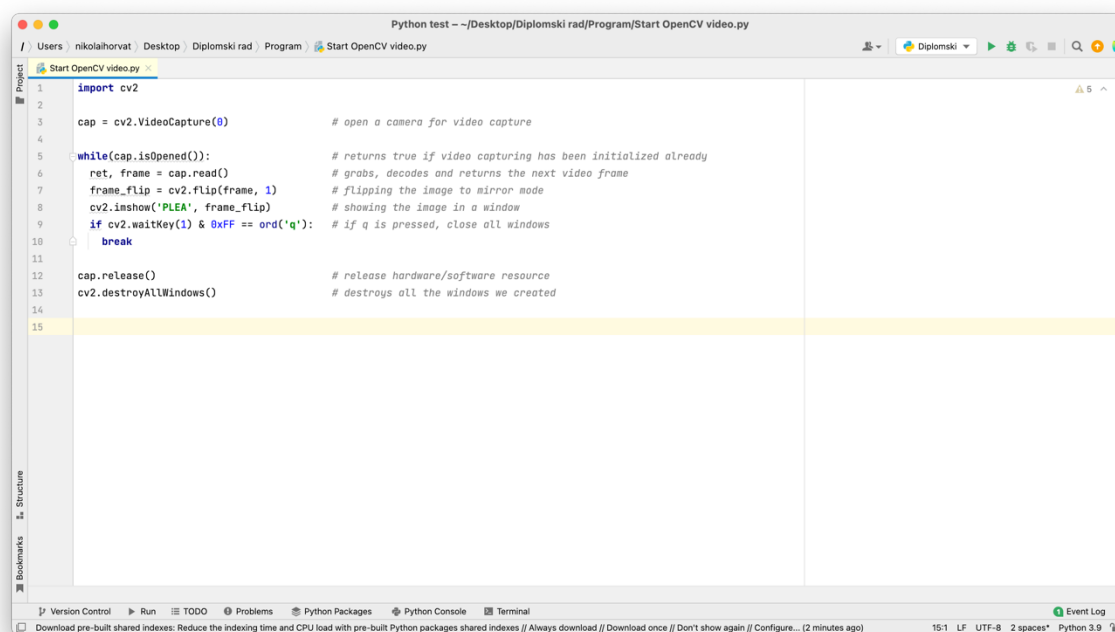 Python test – ~/Desktop/Diplomski rad/Program/Start OpenCV video.py
/ Users nikolaihorvat Desktop Diplomski rad Program Start OpenCV video.py Diplomski
Project
Start OpenCV video.py
5
1 import cv2
2
3 cap = cv2.VideoCapture(0) # open a camera for video capture
4
5 while(cap.isOpened()): # returns true if video capturing has been initialized already
6 ret, frame = cap.read() # grabs, decodes and returns the next video frame
7 frame_flip = cv2.flip(frame, 1) # flipping the image to mirror mode
8 cv2.imshow('PLEA', frame_flip) # showing the image in a window
9 if cv2.waitKey(1) & 0xFF == ord('q'): # if q is pressed, close all windows
10 break
11
12 cap.release() # release hardware/software resource
13 cv2.destroyAllWindows() # destroys all the windows we created
14
15
Structure
Bookmarks
Version Control Run TODO Problems Python Packages Python Console Terminal 1 Event Log
Download pre-built shared indexes: Reduce the indexing time and CPU load with pre-built Python packages shared indexes // Always download // Download once // Don't show again // Configure... (2 minutes ago) 15:1 LF UTF-8 2 spaces* Python 3.9